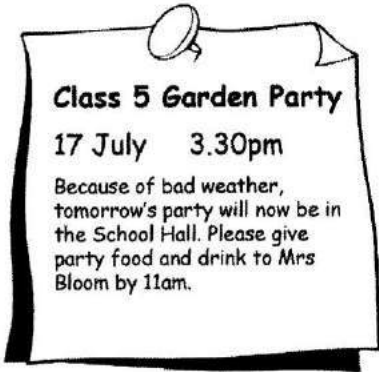 Class 5 Garden Party
17 July 3.30pm
Because of bad weather,
tomorrow's party will now be in
the School Hall. Please give
party food and drink to Mrs
Bloom by 11am.